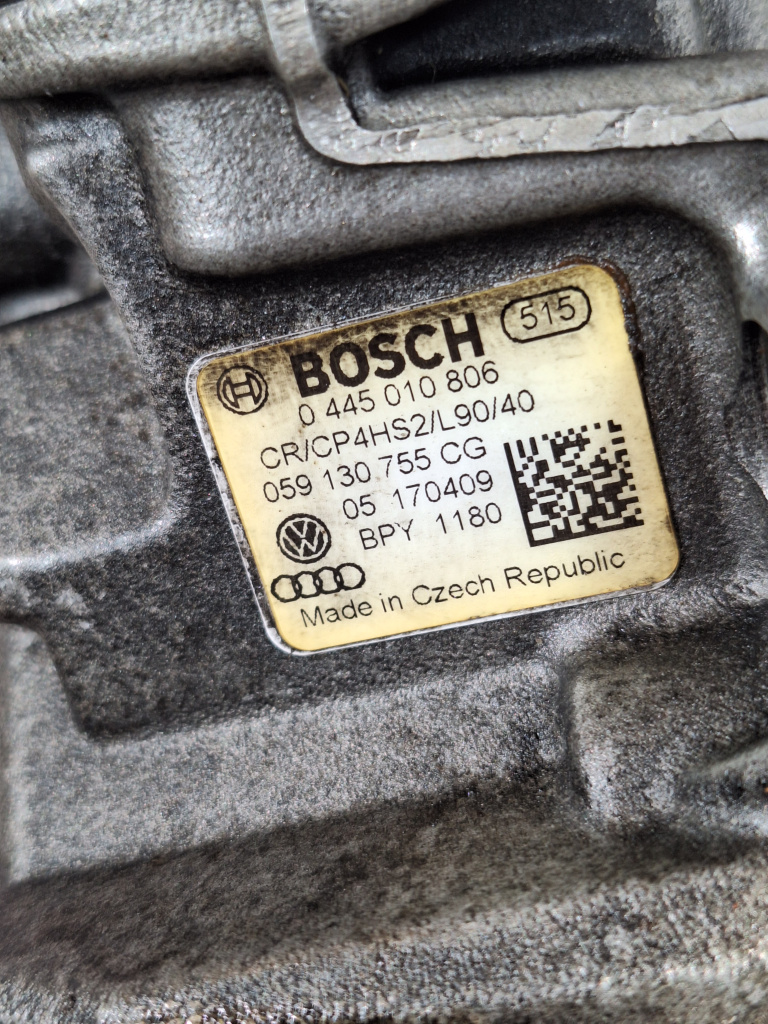 BOSCH 515
0 445 010 806
CR/CP4HS2/L90/40
059 130 755 CG
05 170409
BPY 1180
Made in Czech Republic